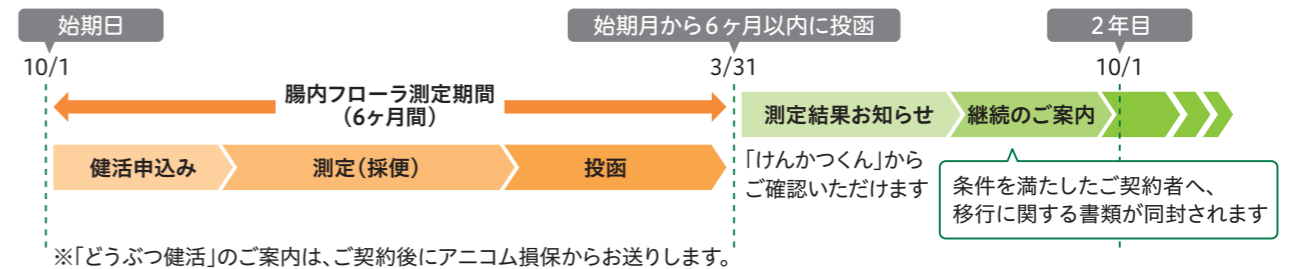 始期日
始期月から6ヶ月以内に投函
2年目
10/1
3/31
10/1
腸内フローラ測定期間
（6ヶ月間）
健活申込み
測定（採便）
投函
測定結果お知らせ
継続のご案内
「けんかつくん」から
ご確認いただけます
条件を満たしたご契約者へ、
移行に関する書類が同封されます
※「どうぶつ健活」のご案内は、ご契約後にアニコム損保からお送りします。